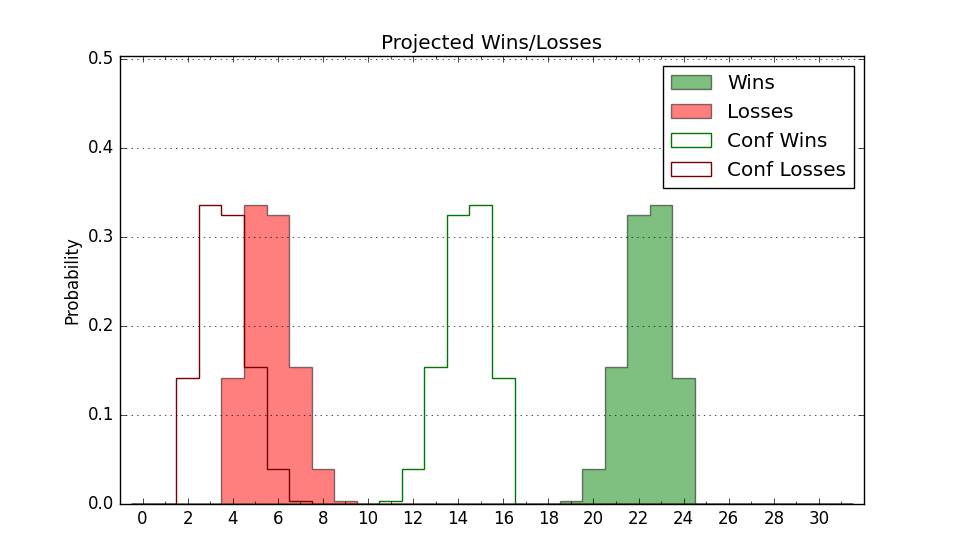 Projected Wins/Losses
0.5
0.4
0.3
0.2
0.1
0.0
Probability
Wins
Losses
Conf Wins
Conf Losses
0 2 4 6 8 10 12 14 16 18 20 22 24 26 28 30